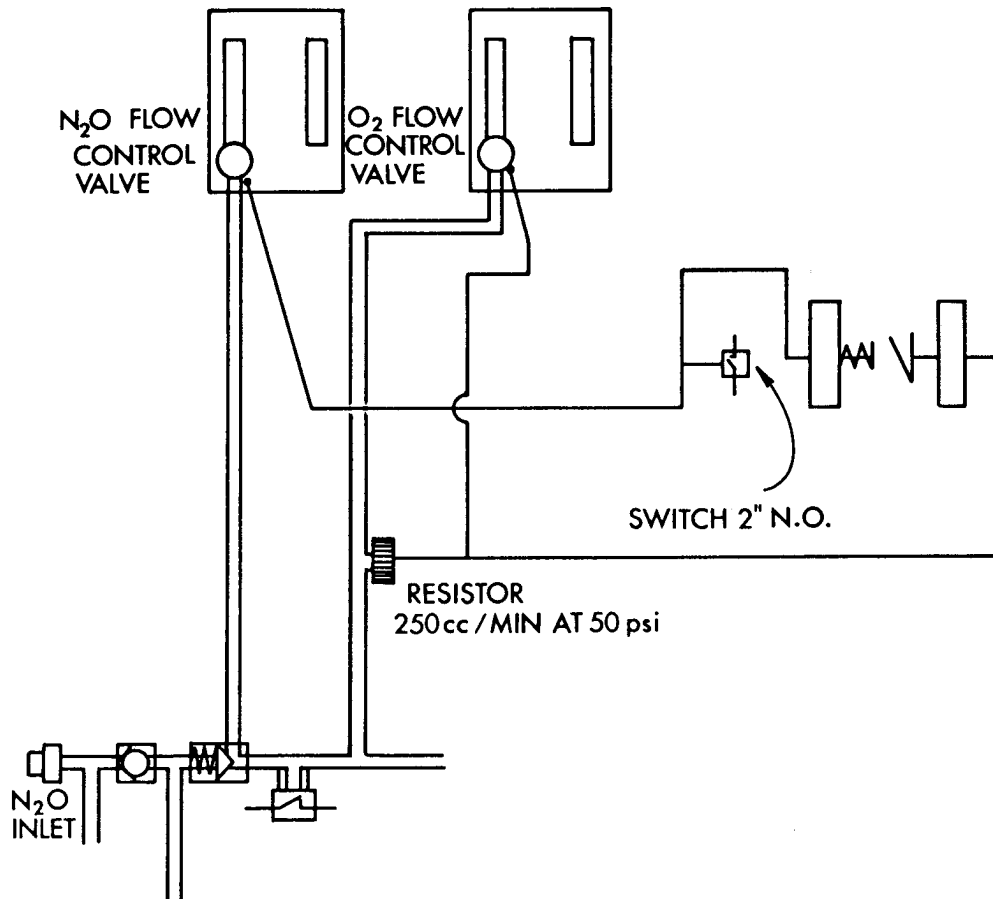 N₂O FLOW
CONTROL
VALVE
O₂ FLOW
CONTROL
VALVE
SWITCH 2" N.O.
RESISTOR
250cc/MIN AT 50 psi
N₂O
INLET